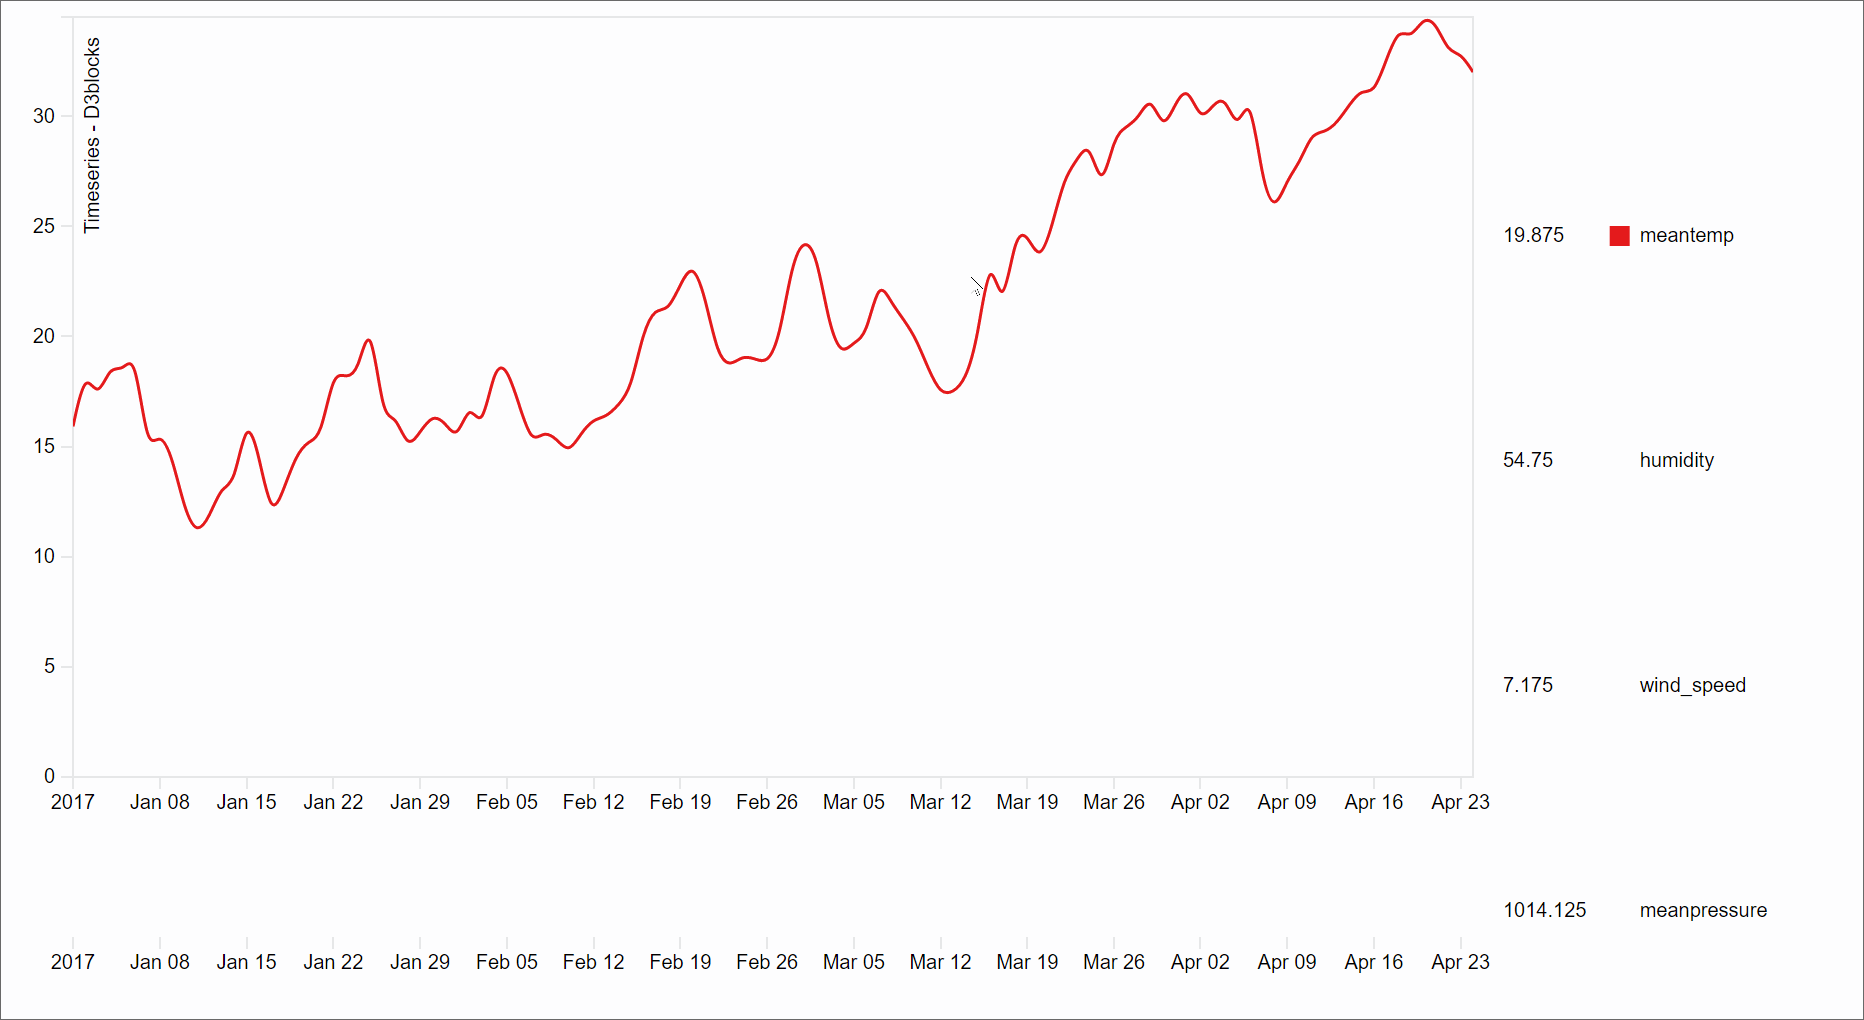 Timeseries - D3blocks
30
25
20
15
10
5
0
2017 Jan 08 Jan 15 Jan 22 Jan 29 Feb 05 Feb 12 Feb 19 Feb 26 Mar 05 Mar 12 Mar 19 Mar 26 Apr 02 Apr 09 Apr 16 Apr 23
19.875 meantemp
54.75 humidity
7.175 wind_speed
1014.125 meanpressure
2017 Jan 08 Jan 15 Jan 22 Jan 29 Feb 05 Feb 12 Feb 19 Feb 26 Mar 05 Mar 12 Mar 19 Mar 26 Apr 02 Apr 09 Apr 16 Apr 23